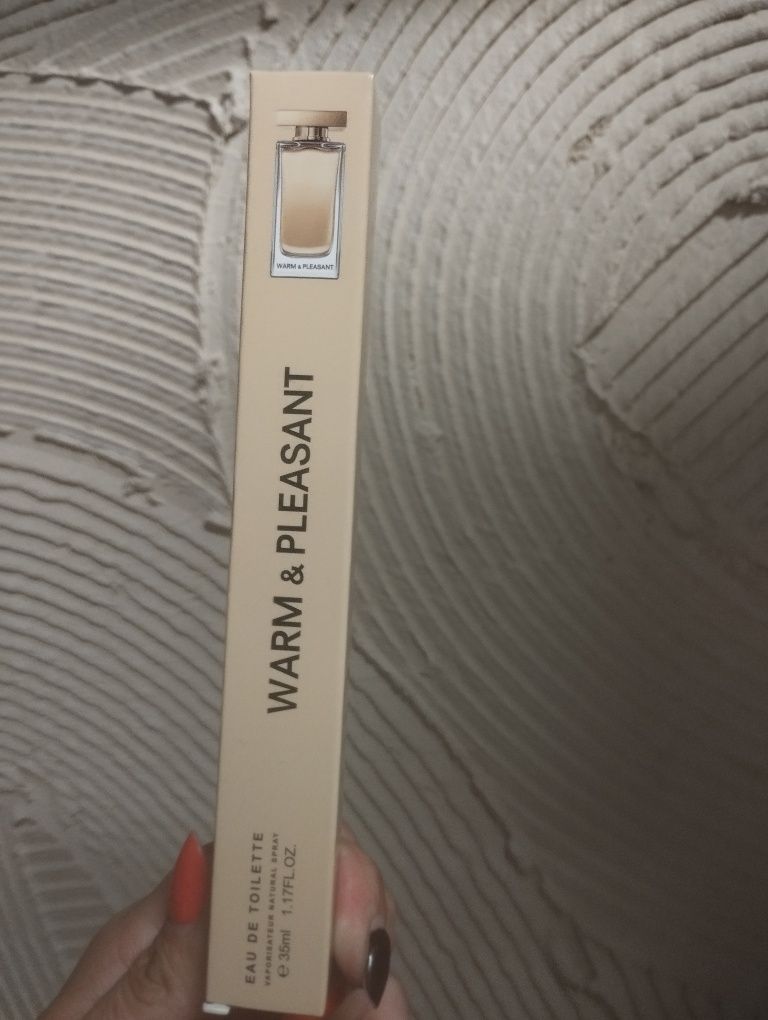 WARM & PLEASANT
WARM & PLEASANT
EAU DE TOILETTE
VAPORISATEUR NATURAL SPRAY
℮ 35ml 1.17FL.OZ.